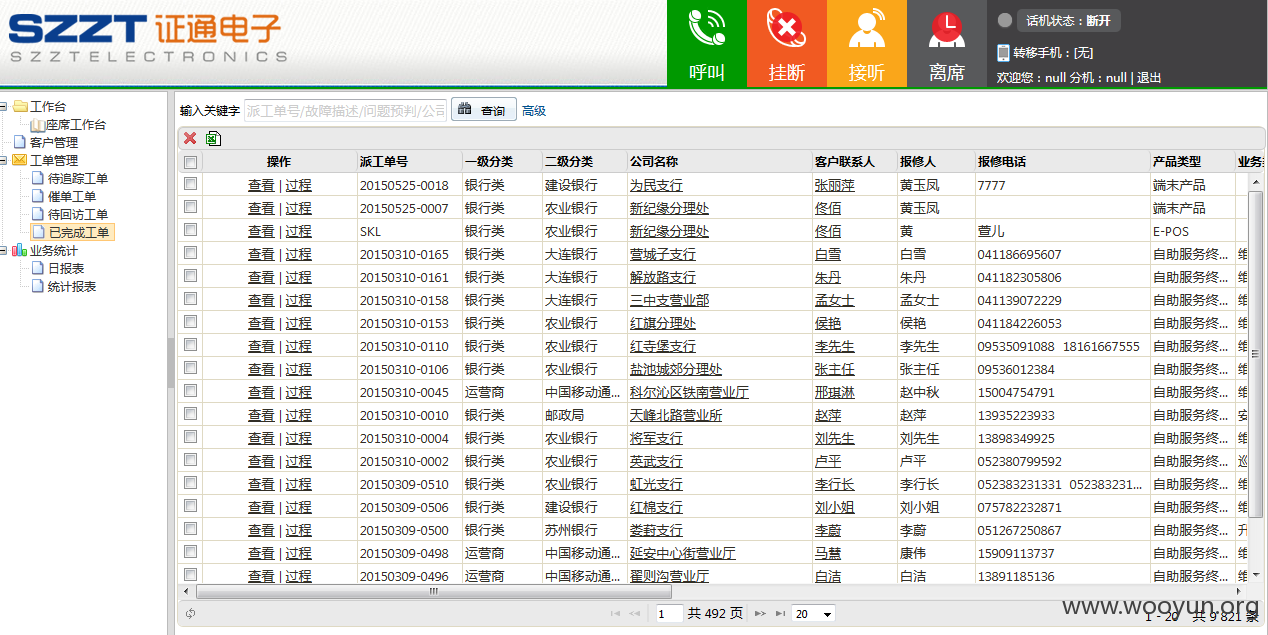 SZZT 证通电子
SZZTELECTRONICS
呼叫
挂断
接听
离席
话机状态：断开
转移手机：[无]
欢迎您：null 分机：null | 退出
工作台
座席工作台
客户管理
工单管理
待追踪工单
催单工单
待回访工单
已完成工单
业务统计
日报表
统计报表
输入关键字 派工单号/故障描述/问题预判/公司 查询 高级
操作 派工单号 一级分类 二级分类 公司名称 客户联系人 报修人 报修电话 产品类型
查看 | 过程 20150525-0018 银行类 建设银行 为民支行 张丽萍 黄玉凤 7777 端末产品
查看 | 过程 20150525-0007 银行类 农业银行 新纪缘分理处 佟佰 黄玉凤 端末产品
查看 | 过程 SKL 银行类 农业银行 新纪缘分理处 佟佰 黄 萱儿 E-POS
查看 | 过程 20150310-0165 银行类 大连银行 营城子支行 白雪 白雪 041186695607 自助服务终... 维
查看 | 过程 20150310-0161 银行类 大连银行 解放路支行 朱丹 朱丹 041182305806 自助服务终... 维
查看 | 过程 20150310-0158 银行类 大连银行 三中支营业部 孟女士 孟女士 041139072229 自助服务终... 维
查看 | 过程 20150310-0153 银行类 农业银行 红旗分理处 侯艳 侯艳 041184226053 自助服务终... 维
查看 | 过程 20150310-0110 银行类 农业银行 红寺堡支行 李先生 李先生 09535091088 18161667555 自助服务终... 维
查看 | 过程 20150310-0106 银行类 农业银行 盐池城郊分理处 张主任 张主任 09536012384 自助服务终... 维
查看 | 过程 20150310-0045 运营商 中国移动通... 科尔沁区铁南营业厅 邢琪淋 赵中秋 15004754791 自助服务终... 维
查看 | 过程 20150310-0010 银行类 邮政局 天峰北路营业所 赵萍 赵萍 13935223933 自助服务终... 安
查看 | 过程 20150310-0004 银行类 农业银行 将军支行 刘先生 刘先生 13898349925 自助服务终... 维
查看 | 过程 20150310-0002 银行类 农业银行 英武支行 卢平 卢平 052380799592 自助服务终... 巡
查看 | 过程 20150309-0510 银行类 农业银行 虹光支行 李行长 李行长 052383231331 052383231... 自助服务终... 维
查看 | 过程 20150309-0506 银行类 建设银行 红棉支行 刘小姐 刘小姐 075782232871 自助服务终... 维
查看 | 过程 20150309-0500 银行类 苏州银行 娄葑支行 李蔚 李蔚 051267250867 自助服务终... 升
查看 | 过程 20150309-0498 运营商 中国移动通... 延安中心街营业厅 马慧 康伟 15909113737 自助服务终... 维
查看 | 过程 20150309-0496 运营商 中国移动通... 翟则沟营业厅 白洁 白洁 13891185136 自助服务终... 维
1 共 492 页 20
www.wooyun.org
1 - 20 共 9 821 条